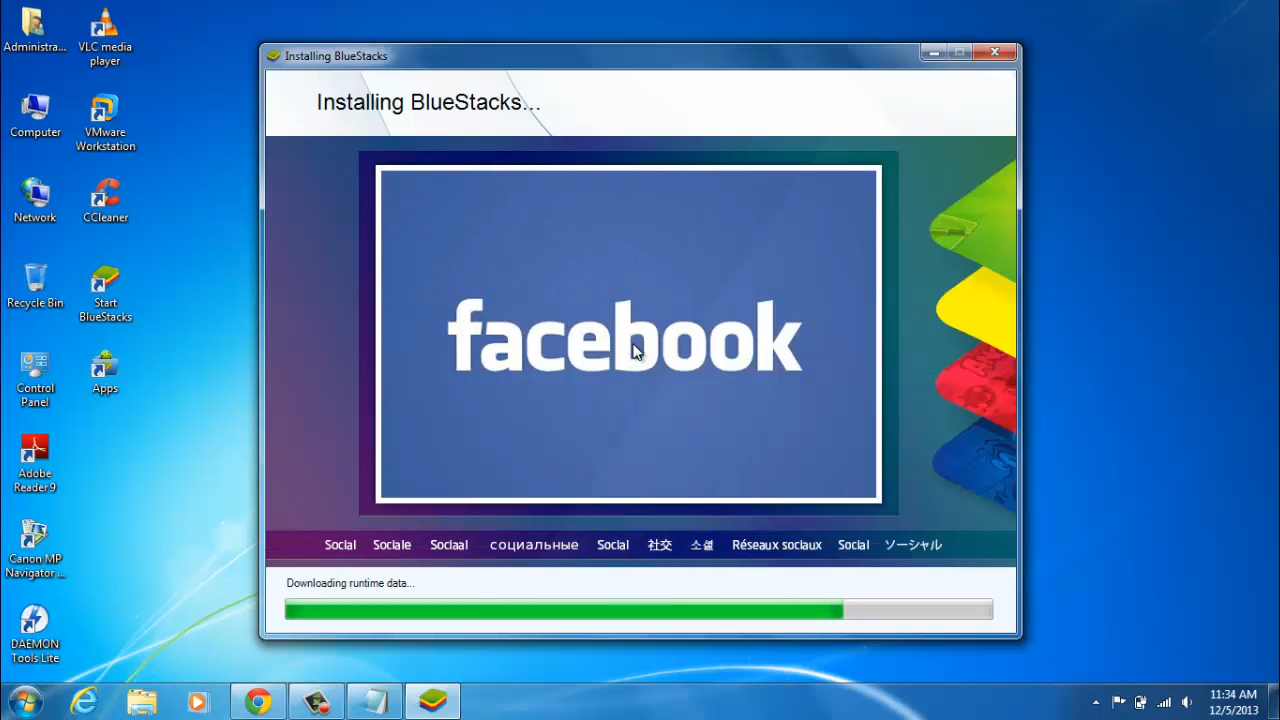 Administra...
VLC media
player
Computer
VMware
Workstation
Network
CCleaner
Recycle Bin
Start
BlueStacks
Control
Panel
Apps
Adobe
Reader 9
Canon MP
Navigator ...
DAEMON
Tools Lite
Installing BlueStacks
Installing BlueStacks...
facebook
Social Sociale Sociaal социальные Social 社交 소셜 Réseaux sociaux Social ソーシャル
Downloading runtime data...
11:34 AM
12/5/2013